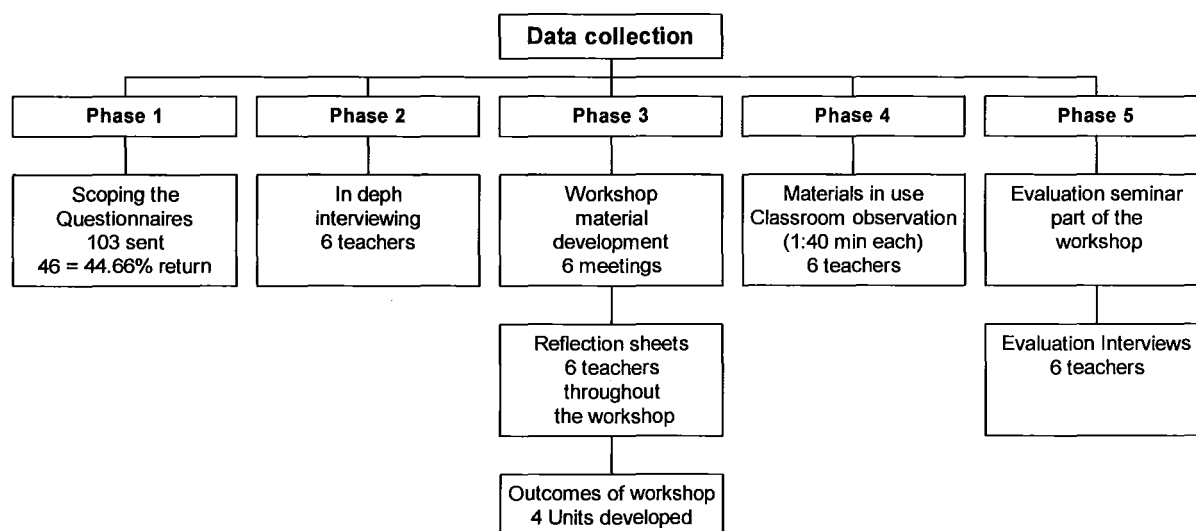 Data collection
Phase 1
Phase 2
Phase 3
Phase 4
Phase 5
Scoping the
Questionnaires
103 sent
46 = 44.66% return
In deph
interviewing
6 teachers
Workshop
material
development
6 meetings
Materials in use
Classroom observation
(1:40 min each)
6 teachers
Evaluation seminar
part of the
workshop
Reflection sheets
6 teachers
throughout
the workshop
Evaluation Interviews
6 teachers
Outcomes of workshop
4 Units developed